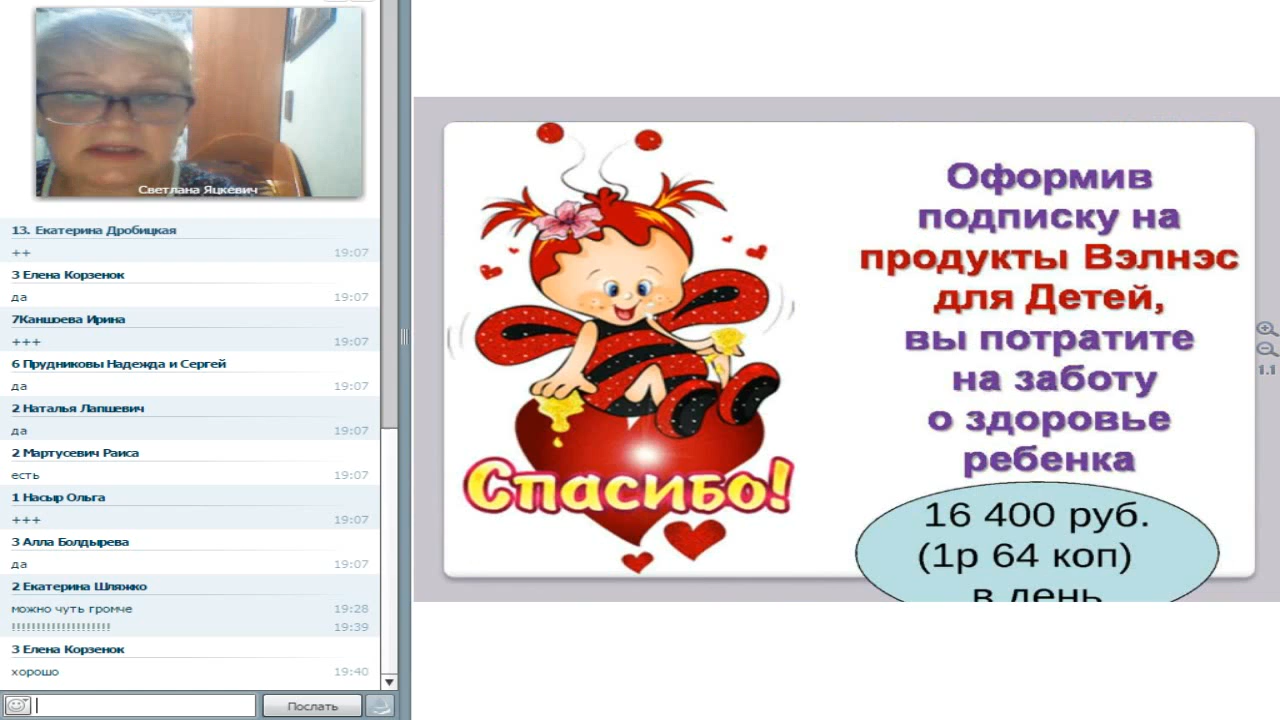 Светлана Яцкевич
13. Екатерина Дробицкая
++ 19:07
3 Елена Корзенок
да 19:07
7Каншоева Ирина
+++ 19:07
6 Прудниковы Надежда и Сергей
да 19:07
2 Наталья Лапшевич
да 19:07
2 Мартусевич Раиса
есть 19:07
1 Насыр Ольга
+++ 19:07
3 Алла Болдырева
да 19:07
2 Екатерина Шляжко
можно чуть громче 19:28
!!!!!!!!!!!!!!!!!!!! 19:39
3 Елена Корзенок
хорошо 19:40
Послать
Спасибо!
Оформив
подписку на
продукты Вэлнэс
для Детей,
вы потратите
на заботу
о здоровье
ребенка
16 400 руб.
(1р 64 коп)
в день
1.1